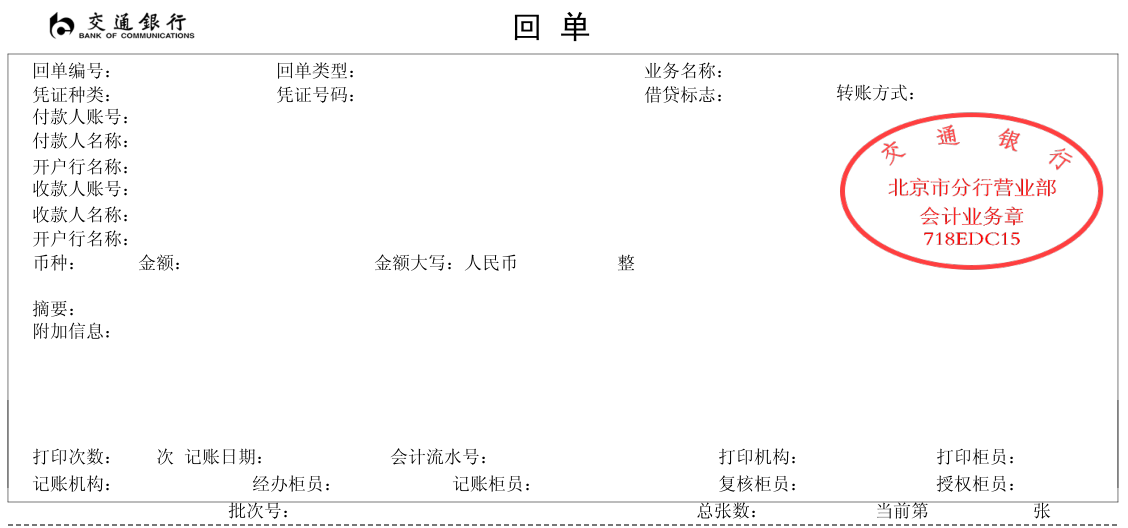 交通銀行 回 单
BANK OF COMMUNICATIONS
回单编号： 回单类型： 业务名称：
凭证种类： 凭证号码： 借贷标志： 转账方式：
付款人账号：
付款人名称：
开户行名称：
收款人账号：
收款人名称：
开户行名称：
交 通 银 行
北京市分行营业部
会计业务章
718EDC15
币种： 金额： 金额大写：人民币 整
摘要：
附加信息：
打印次数： 次 记账日期： 会计流水号： 打印机构： 打印柜员：
记账机构： 经办柜员： 记账柜员： 复核柜员： 授权柜员：
批次号： 总张数： 当前第 张